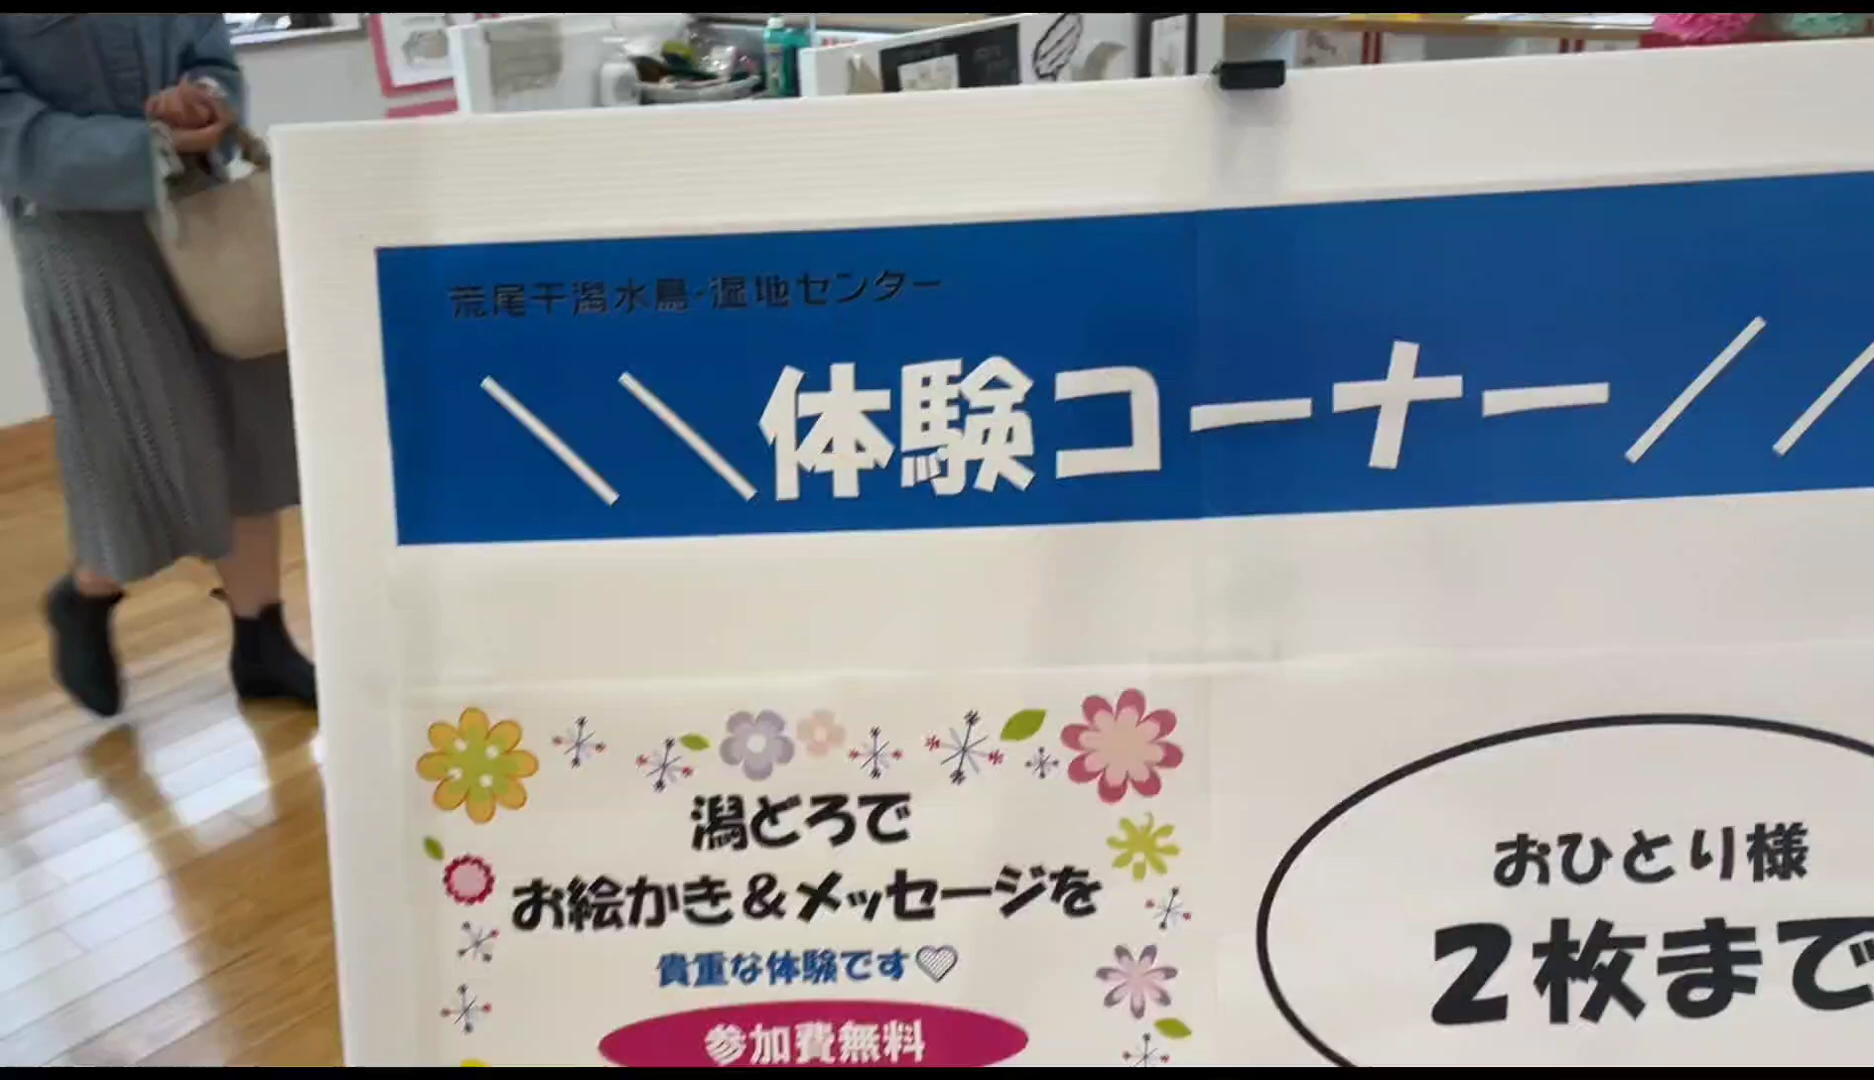 荒尾干潟水鳥・湿地センター
＼＼体験コーナー／／
潟どろで
お絵かき＆メッセージを
貴重な体験です♡
参加費無料
おひとり様
2枚まで